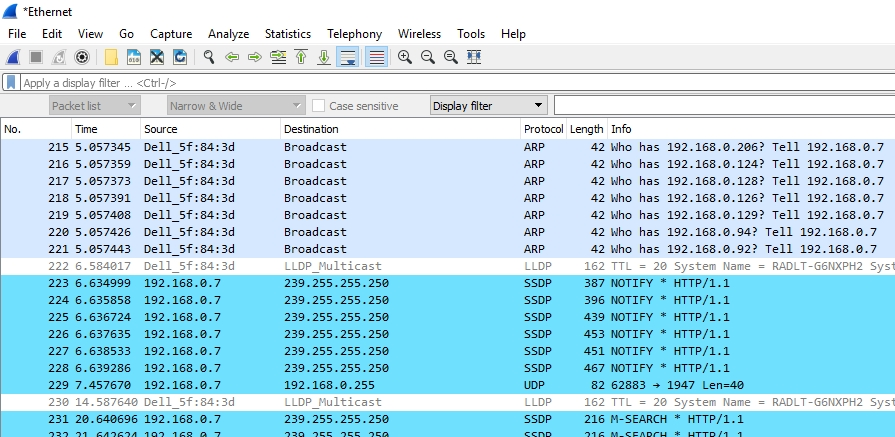 *Ethernet
File Edit View Go Capture Analyze Statistics Telephony Wireless Tools Help
Apply a display filter ... <Ctrl-/>
Packet list Narrow & Wide Case sensitive Display filter
No. Time Source Destination Protocol Length Info
215 5.057345 Dell_5f:84:3d Broadcast ARP 42 Who has 192.168.0.206? Tell 192.168.0.7
216 5.057359 Dell_5f:84:3d Broadcast ARP 42 Who has 192.168.0.124? Tell 192.168.0.7
217 5.057373 Dell_5f:84:3d Broadcast ARP 42 Who has 192.168.0.128? Tell 192.168.0.7
218 5.057391 Dell_5f:84:3d Broadcast ARP 42 Who has 192.168.0.126? Tell 192.168.0.7
219 5.057408 Dell_5f:84:3d Broadcast ARP 42 Who has 192.168.0.129? Tell 192.168.0.7
220 5.057426 Dell_5f:84:3d Broadcast ARP 42 Who has 192.168.0.94? Tell 192.168.0.7
221 5.057443 Dell_5f:84:3d Broadcast ARP 42 Who has 192.168.0.92? Tell 192.168.0.7
222 6.584017 Dell_5f:84:3d LLDP_Multicast LLDP 162 TTL = 20 System Name = RADLT-G6NXPH2 Syst
223 6.634999 192.168.0.7 239.255.255.250 SSDP 387 NOTIFY * HTTP/1.1
224 6.635858 192.168.0.7 239.255.255.250 SSDP 396 NOTIFY * HTTP/1.1
225 6.636724 192.168.0.7 239.255.255.250 SSDP 439 NOTIFY * HTTP/1.1
226 6.637635 192.168.0.7 239.255.255.250 SSDP 453 NOTIFY * HTTP/1.1
227 6.638533 192.168.0.7 239.255.255.250 SSDP 451 NOTIFY * HTTP/1.1
228 6.639286 192.168.0.7 239.255.255.250 SSDP 467 NOTIFY * HTTP/1.1
229 7.457670 192.168.0.7 192.168.0.255 UDP 82 62883 → 1947 Len=40
230 14.587640 Dell_5f:84:3d LLDP_Multicast LLDP 162 TTL = 20 System Name = RADLT-G6NXPH2 Syst
231 20.640696 192.168.0.7 239.255.255.250 SSDP 216 M-SEARCH * HTTP/1.1
232 21.642624 192.168.0.7 239.255.255.250 SSDP 216 M-SEARCH * HTTP/1.1